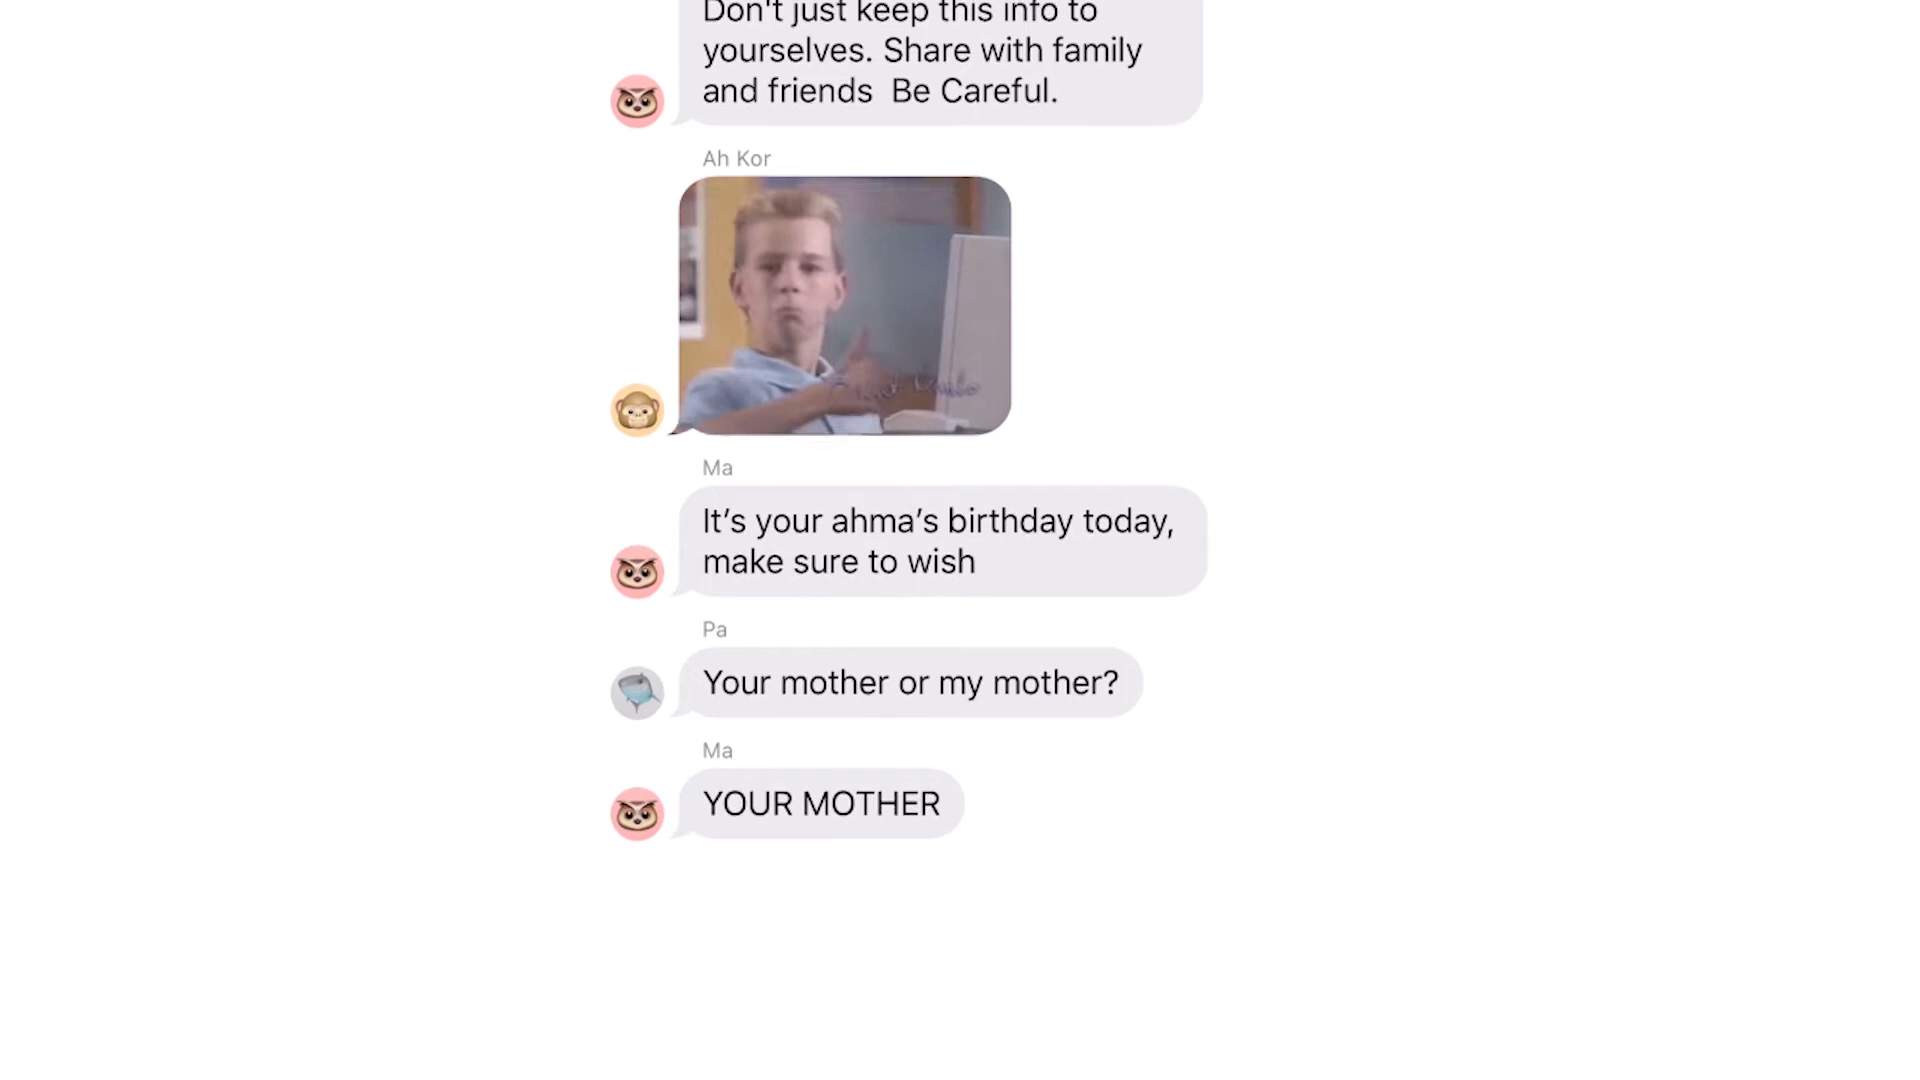 Don't just keep this info to
yourselves. Share with family
and friends  Be Careful.
Ah Kor
Ma
It’s your ahma’s birthday today,
make sure to wish
Pa
Your mother or my mother?
Ma
YOUR MOTHER